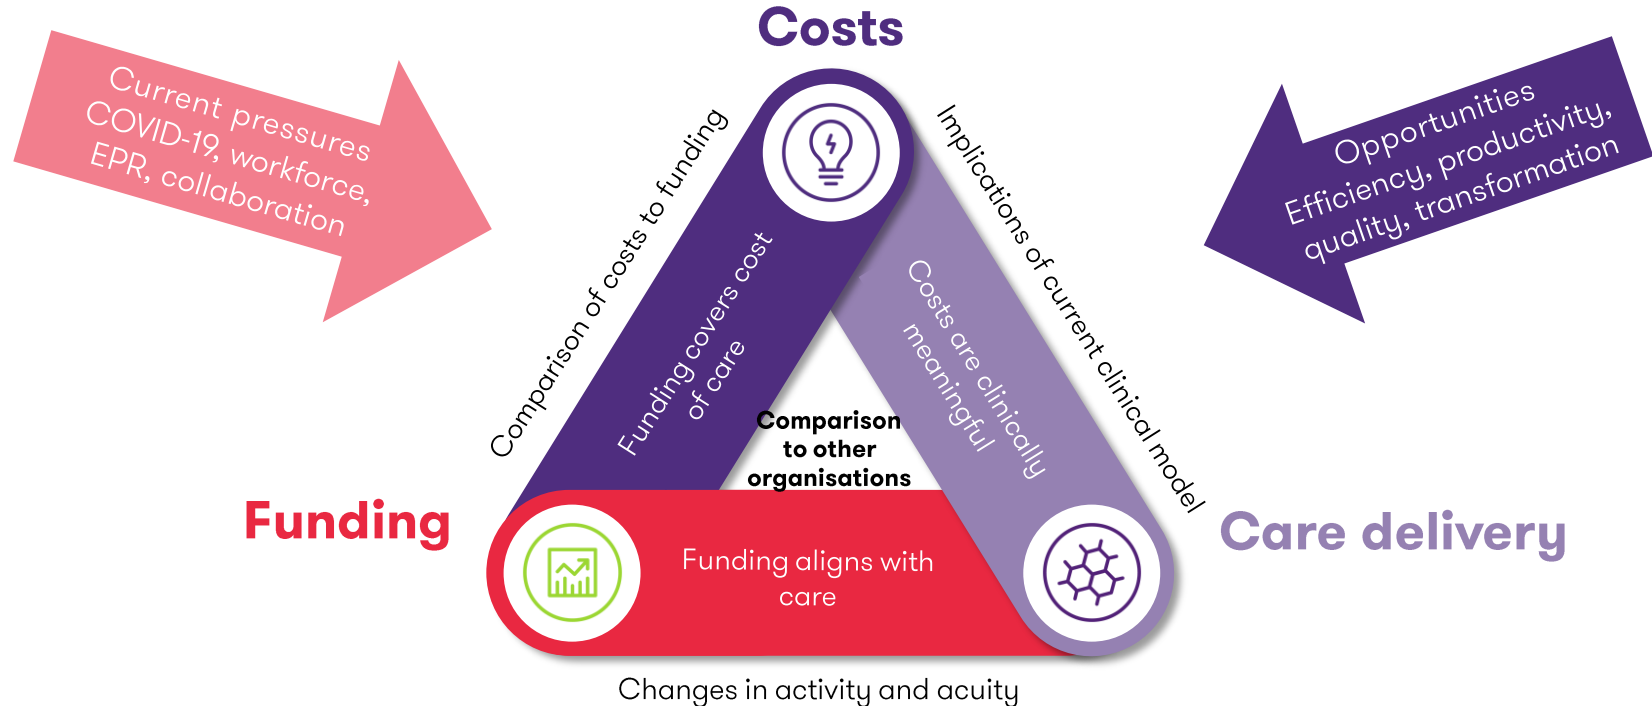 Costs
Current pressures
COVID-19, workforce,
EPR, collaboration
Opportunities
Efficiency, productivity,
quality, transformation
Comparison of costs to funding
Funding covers cost
of care
Implications of current clinical model
Costs are clinically
meaningful
Comparison
to other
organisations
Funding
Care delivery
Funding aligns with
care
Changes in activity and acuity